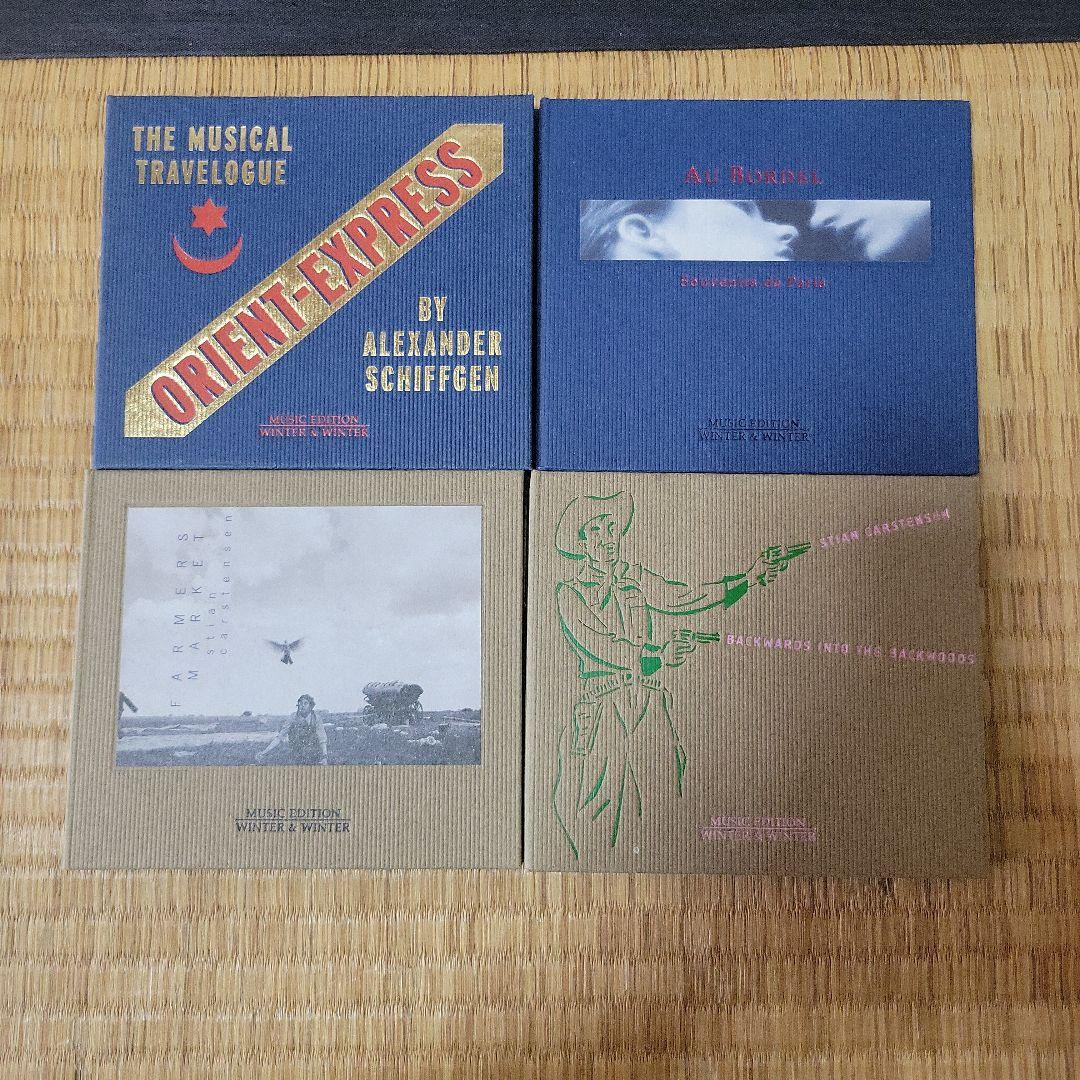 THE MUSICAL
TRAVELOGUE
ORIENT-EXPRESS
BY
ALEXANDER
SCHIFFGEN
MUSIC EDITION
WINTER & WINTER
AU BORDEL
Souvenirs de Paris
MUSIC EDITION
WINTER & WINTER
FARMERS
MARKET
stian
carstensen
MUSIC EDITION
WINTER & WINTER
STIAN CARSTENSEN
BACKWARDS INTO THE BACKWOODS
MUSIC EDITION
WINTER & WINTER